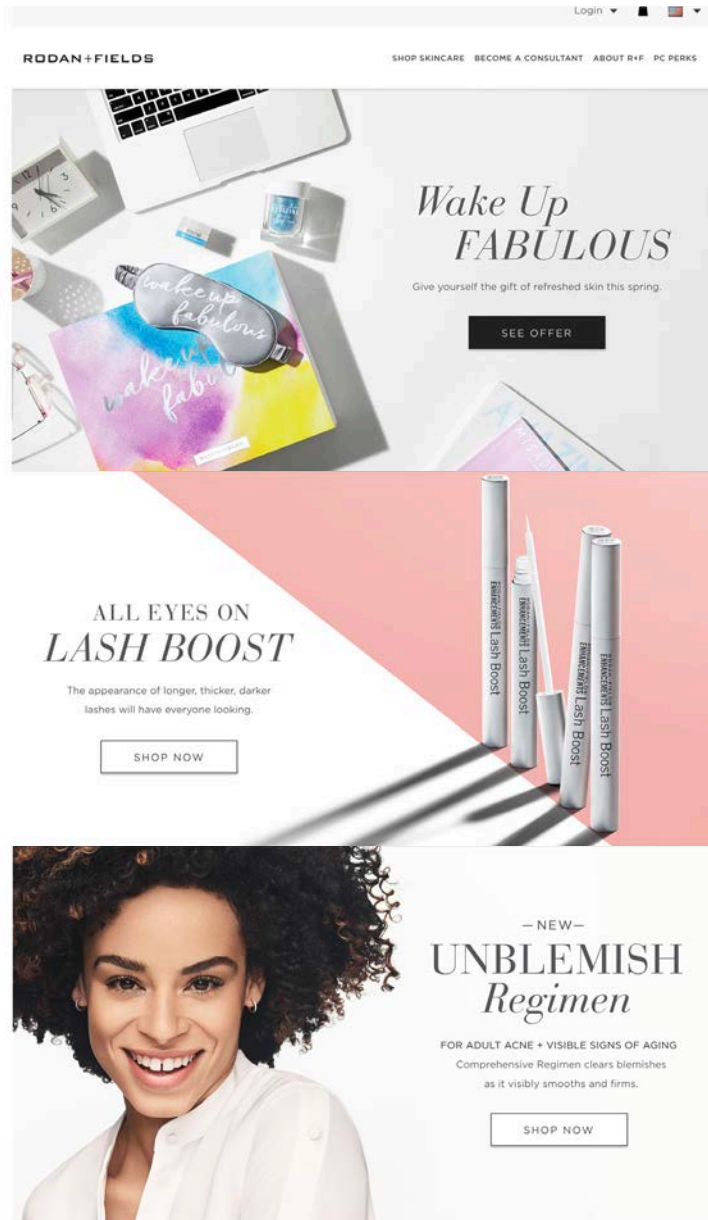 Login
RODAN+FIELDS
SHOP SKINCARE BECOME A CONSULTANT ABOUT R+F PC PERKS
Wake Up
FABULOUS
Give yourself the gift of refreshed skin this spring.
SEE OFFER
wake up
fabulous
wake up
ALL EYES ON
LASH BOOST
The appearance of longer, thicker, darker
lashes will have everyone looking.
SHOP NOW
ENHANCEMENTS Lash Boost
ENHANCEMENTS Lash Boost
ENHANCEMENTS Lash Boost
ENHANCEMENTS Lash Boost
—NEW—
UNBLEMISH
Regimen
FOR ADULT ACNE + VISIBLE SIGNS OF AGING
Comprehensive Regimen clears blemishes
as it visibly smooths and firms.
SHOP NOW